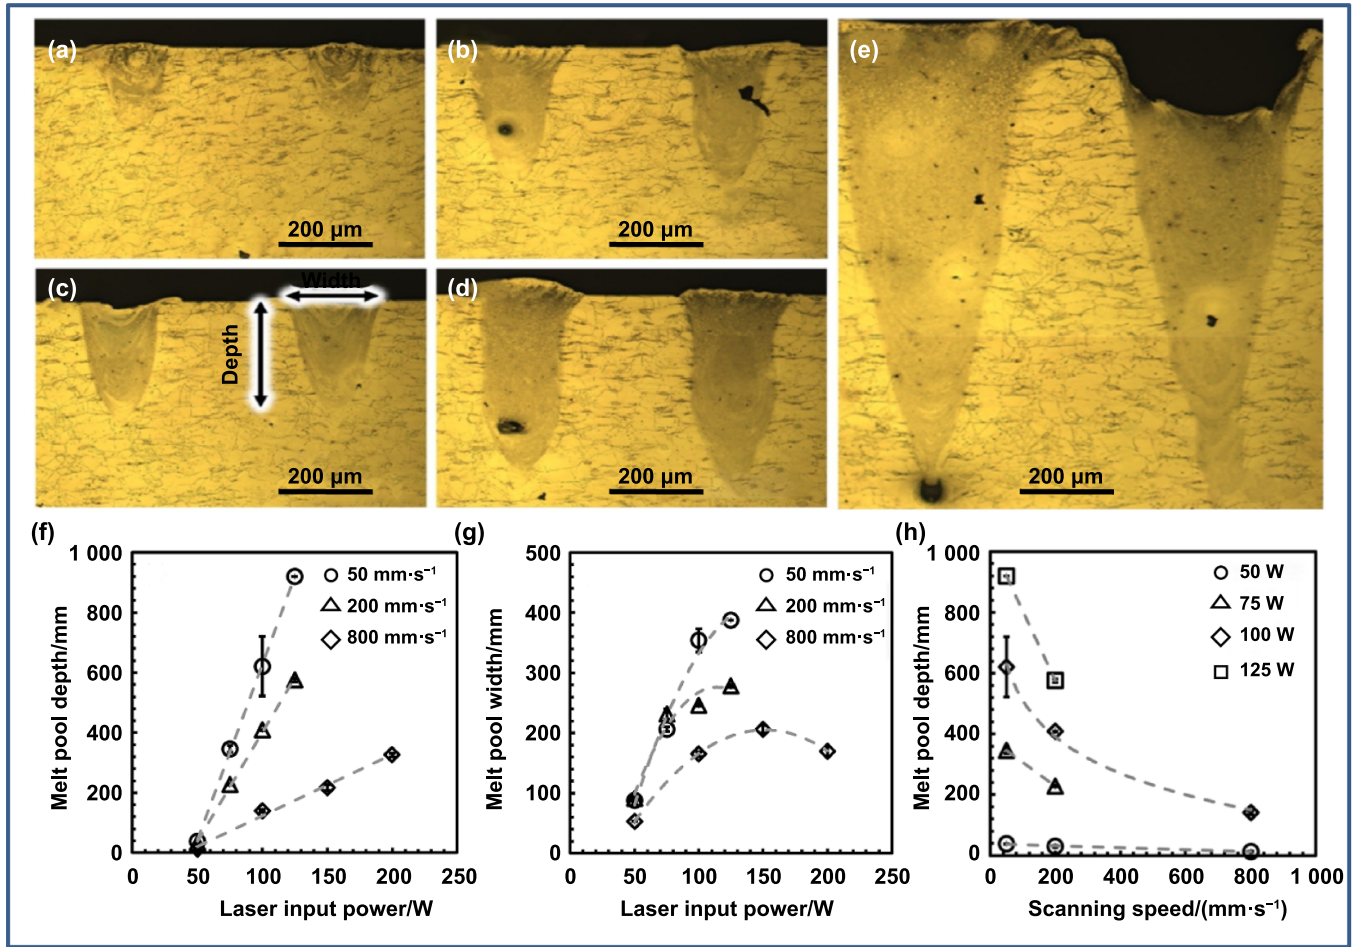 (a)
200 µm
(b)
200 µm
(e)
200 µm
(c)
Width
Depth
200 µm
(d)
200 µm
(f)
Melt pool depth/mm
1 000
800
600
400
200
0
0 50 100 150 200 250
Laser input power/W
50 mm·s⁻¹
200 mm·s⁻¹
800 mm·s⁻¹
(g)
Melt pool width/mm
500
400
300
200
100
0
0 50 100 150 200 250
Laser input power/W
50 mm·s⁻¹
200 mm·s⁻¹
800 mm·s⁻¹
(h)
Melt pool depth/mm
1 000
800
600
400
200
0
0 200 400 600 800 1 000
Scanning speed/(mm·s⁻¹)
50 W
75 W
100 W
125 W